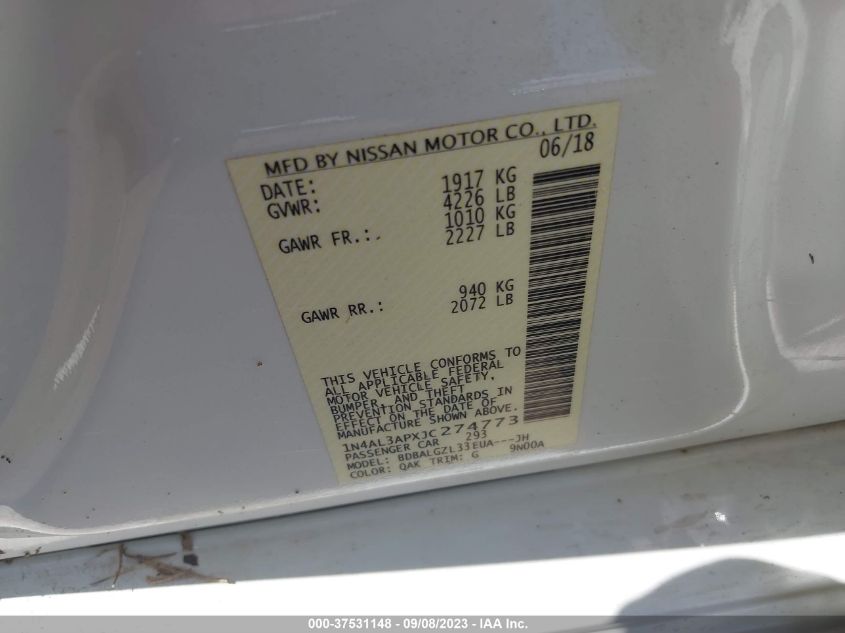 MFD BY NISSAN MOTOR CO., LTD.
DATE: 06/18
GVWR: 1917 KG
4226 LB
GAWR FR.: 1010 KG
2227 LB
GAWR RR.: 940 KG
2072 LB
THIS VEHICLE CONFORMS TO
ALL APPLICABLE FEDERAL
MOTOR VEHICLE SAFETY,
BUMPER, AND THEFT
PREVENTION STANDARDS IN
EFFECT ON THE DATE OF
MANUFACTURE SHOWN ABOVE.
1N4AL3APXJC274773
PASSENGER CAR 293
MODEL: BDBALGZL33EUA---JH
COLOR: QAK TRIM: G 9N00A
000-37531148 - 09/08/2023 - IAA Inc.